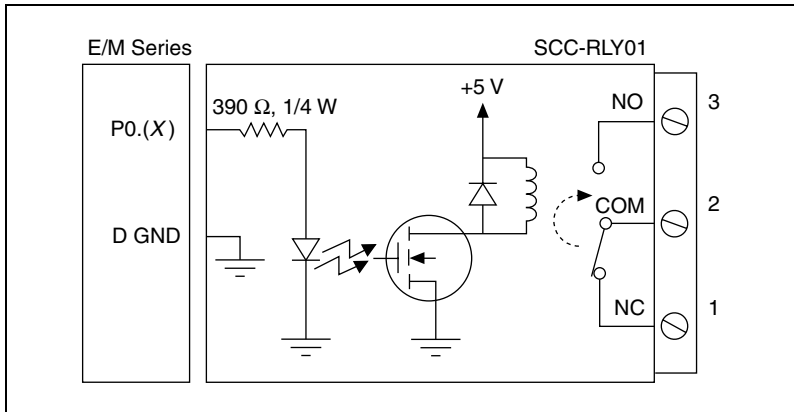 E/M Series
SCC-RLY01
+5 V
390 Ω, 1/4 W
NO
3
P0.(X)
COM
2
D GND
NC
1